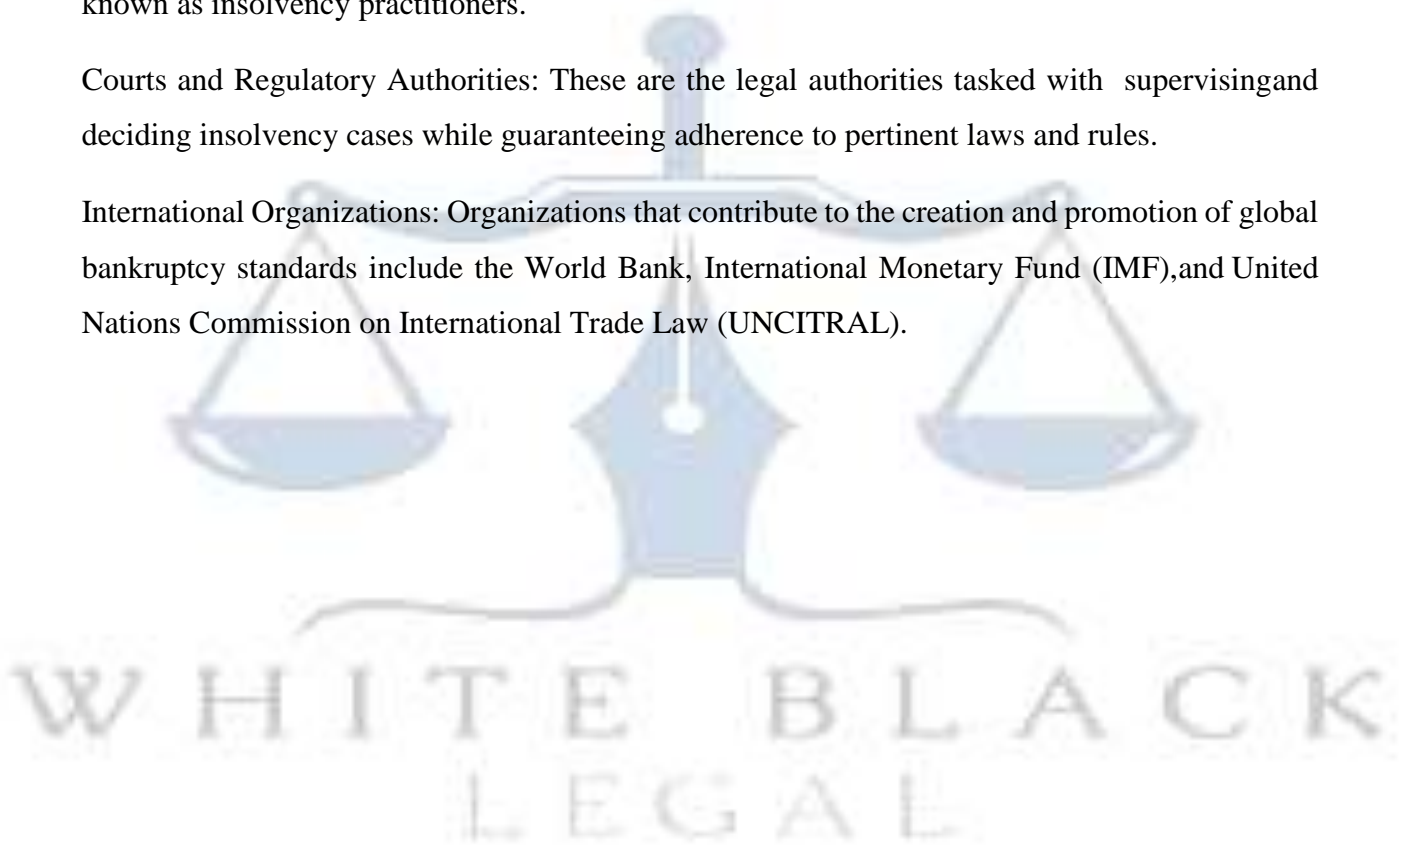 known as insolvency practitioners.
Courts and Regulatory Authorities: These are the legal authorities tasked with supervisingand
deciding insolvency cases while guaranteeing adherence to pertinent laws and rules.
International Organizations: Organizations that contribute to the creation and promotion of global
bankruptcy standards include the World Bank, International Monetary Fund (IMF),and United
Nations Commission on International Trade Law (UNCITRAL).
WHITE BLACK
LEGAL